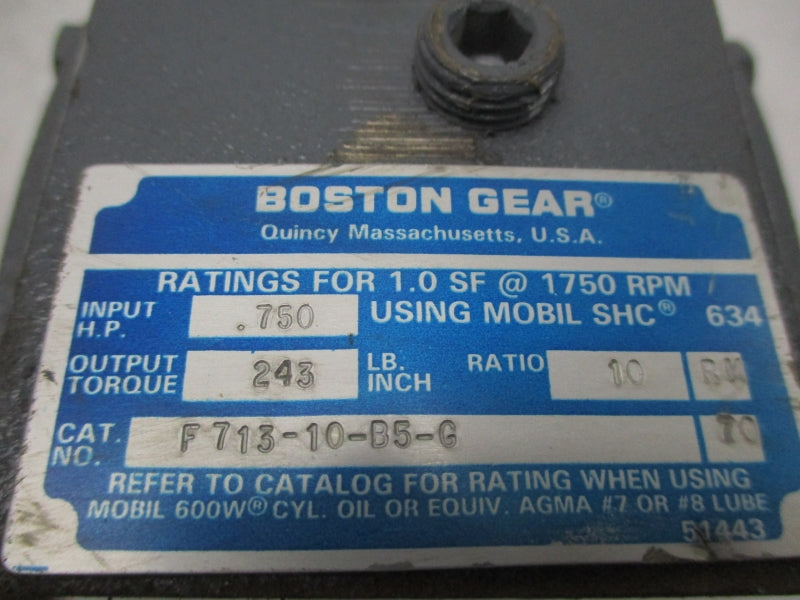 BOSTON GEAR®
Quincy Massachusetts, U.S.A.
RATINGS FOR 1.0 SF @ 1750 RPM
INPUT H.P. .750 USING MOBIL SHC® 634
OUTPUT TORQUE 243 LB. INCH RATIO 10
CAT. NO. F713-10-B5-G 70
REFER TO CATALOG FOR RATING WHEN USING
MOBIL 600W® CYL. OIL OR EQUIV. AGMA #7 OR #8 LUBE
51443